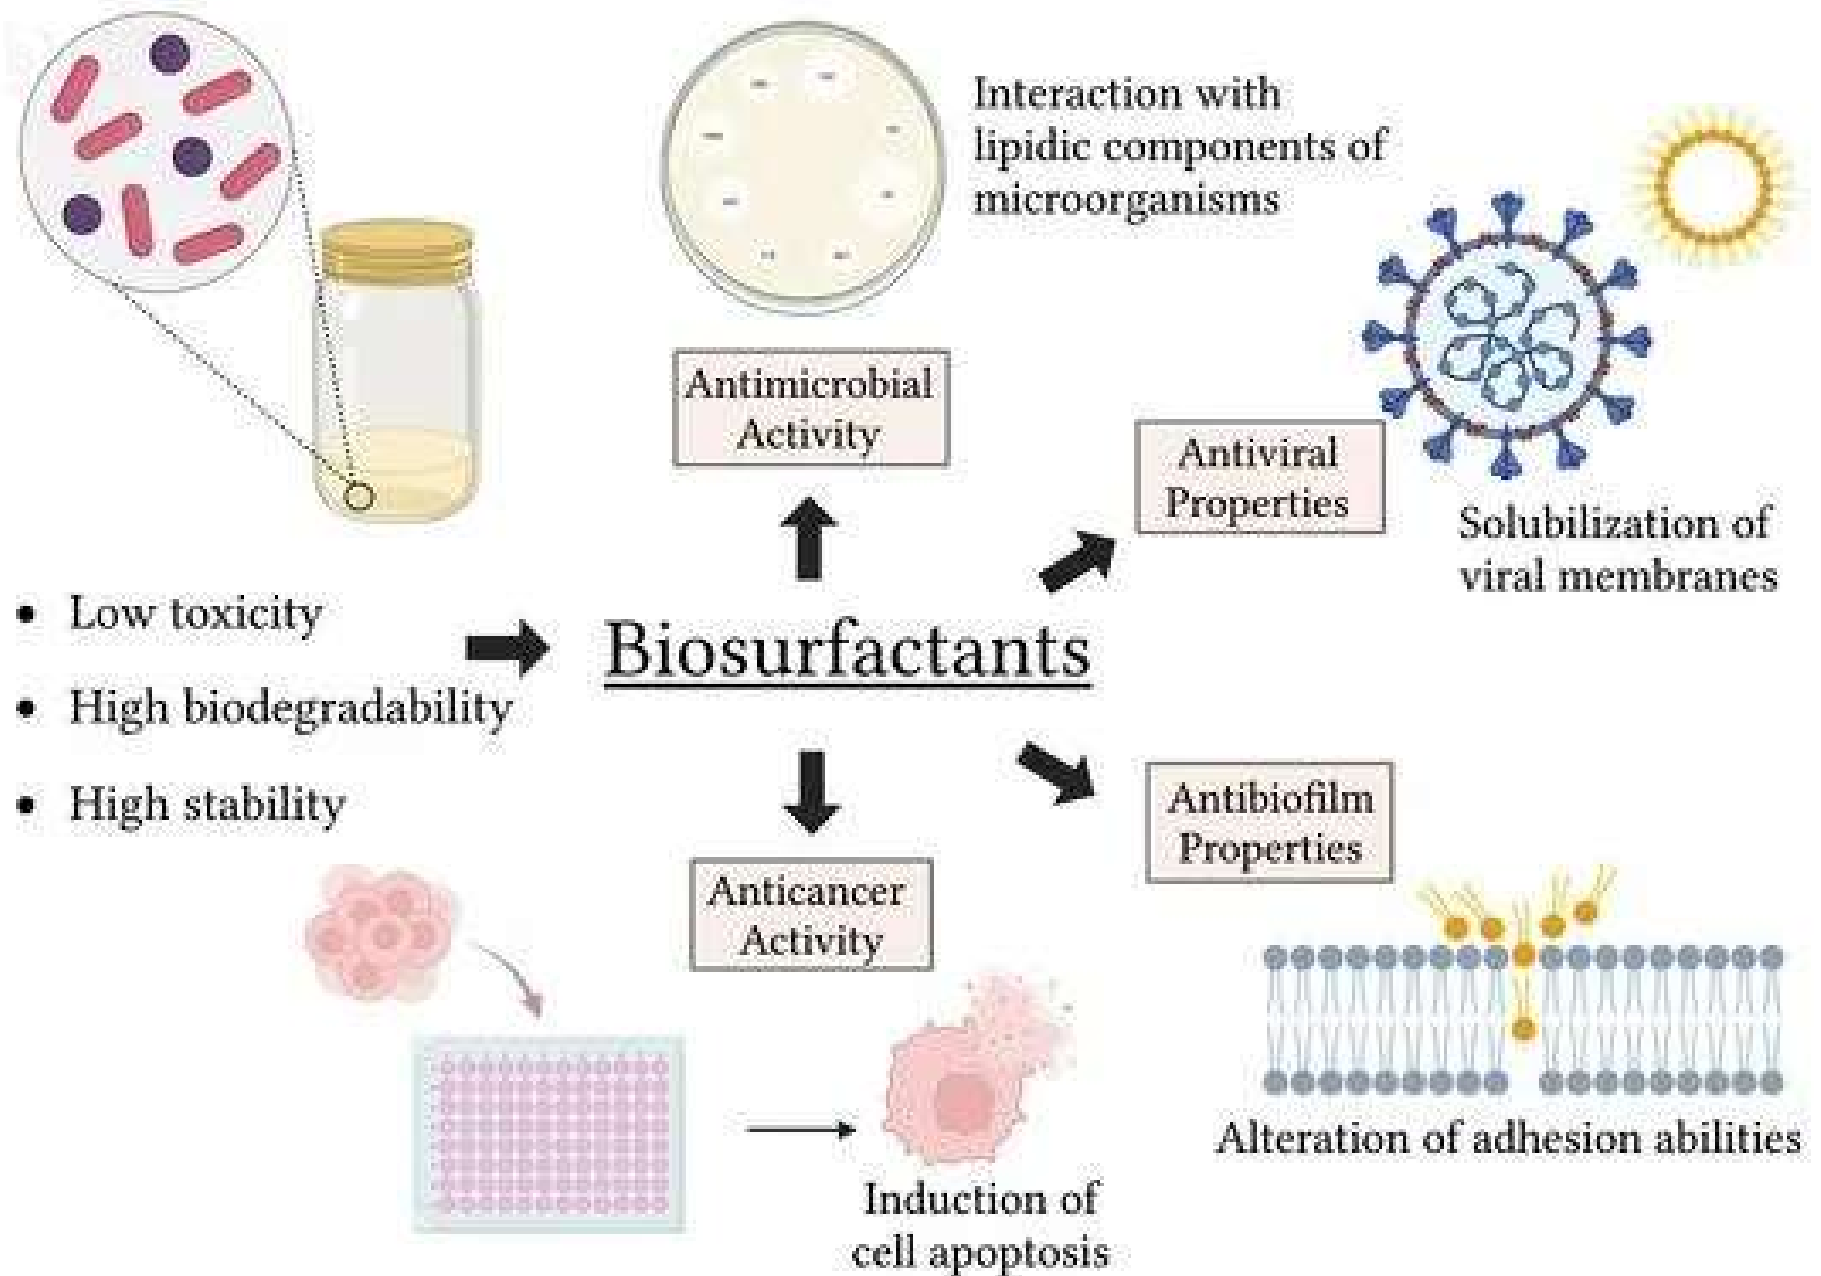 Interaction with
lipidic components of
microorganisms
Antimicrobial
Activity
Antiviral
Properties
Solubilization of
viral membranes
• Low toxicity
• High biodegradability
• High stability
Biosurfactants
Antibiofilm
Properties
Anticancer
Activity
Alteration of adhesion abilities
Induction of
cell apoptosis